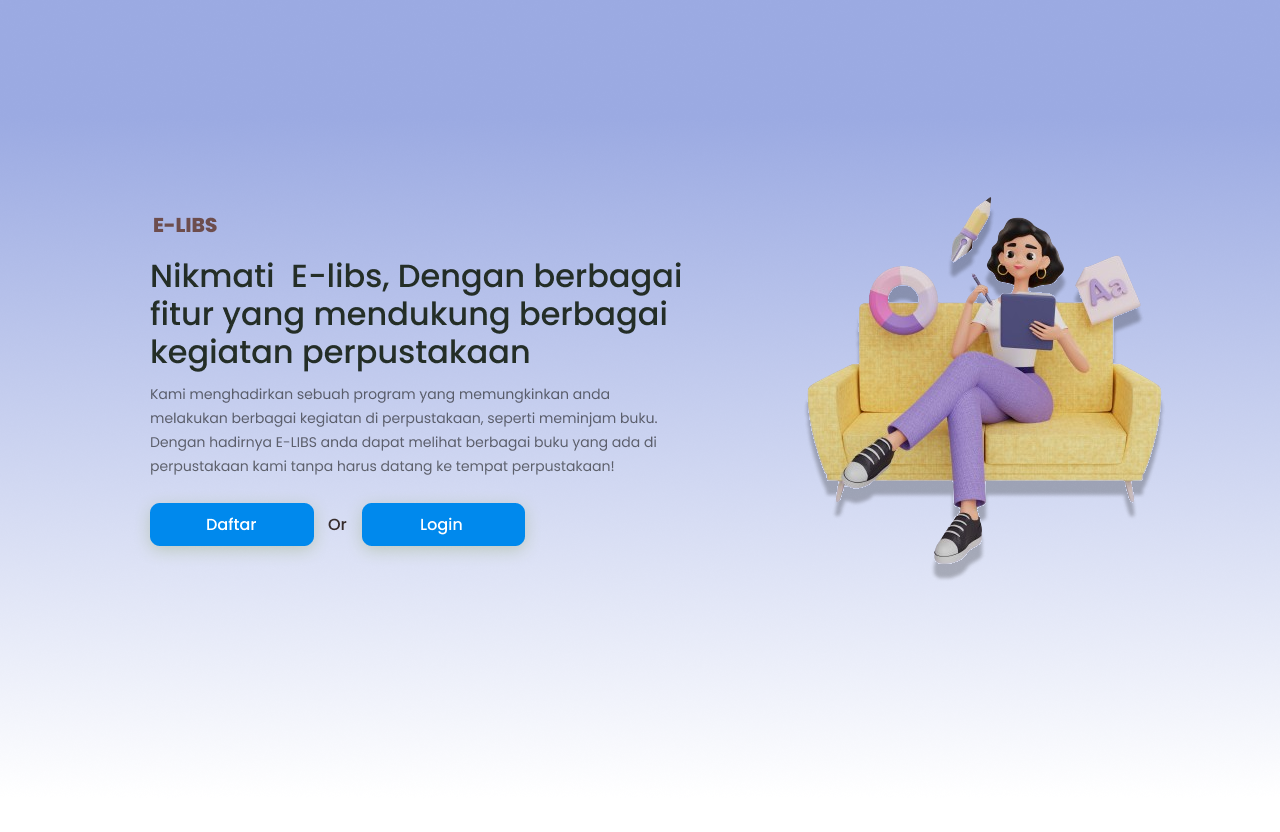 E-LIBS
Nikmati  E-libs, Dengan berbagai
fitur yang mendukung berbagai
kegiatan perpustakaan
Kami menghadirkan sebuah program yang memungkinkan anda
melakukan berbagai kegiatan di perpustakaan, seperti meminjam buku.
Dengan hadirnya E-LIBS anda dapat melihat berbagai buku yang ada di
perpustakaan kami tanpa harus datang ke tempat perpustakaan!
Daftar Or Login
Aa